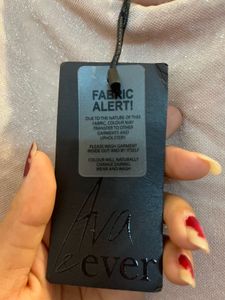 FABRIC
ALERT!
DUE TO THE NATURE OF THIS
FABRIC, COLOUR MAY
TRANSFER TO OTHER
GARMENTS AND
UPHOLSTERY
PLEASE WASH GARMENT
INSIDE OUT AND BY ITSELF
COLOUR WILL NATURALLY
CHANGE DURING
WEAR AND WASH
Ava
& ever